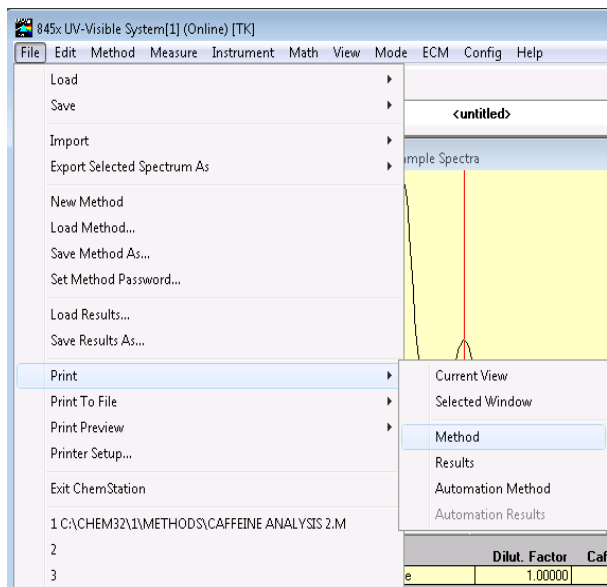 845x UV-Visible System[1] (Online) [TK]
File Edit Method Measure Instrument Math View Mode ECM Config Help
Load
Save
<untitled>
Import
Export Selected Spectrum As
mple Spectra
New Method
Load Method...
Save Method As...
Set Method Password...
Load Results...
Save Results As...
Print
Current View
Print To File
Selected Window
Print Preview
Method
Printer Setup...
Results
Exit ChemStation
Automation Method
Automation Results
1 C:\CHEM32\1\METHODS\CAFFEINE ANALYSIS 2.M
2
Dilut. Factor Caf
3
e 1.00000